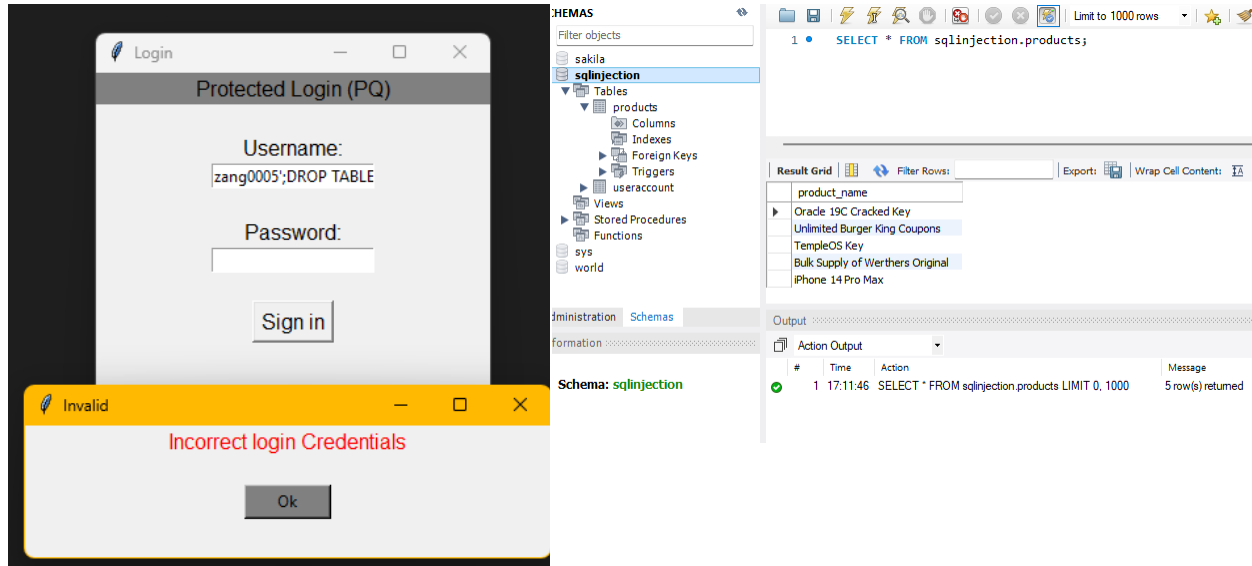 Login
Protected Login (PQ)
Username:
zang0005';DROP TABLE
Password:
Sign in
Invalid
Incorrect login Credentials
Ok
HEMAS
Filter objects
sakila
sqlinjection
Tables
products
Columns
Indexes
Foreign Keys
Triggers
useraccount
Views
Stored Procedures
Functions
sys
world
dministration Schemas
formation
Schema: sqlinjection
Limit to 1000 rows
1 SELECT * FROM sqlinjection.products;
Result Grid Filter Rows: Export: Wrap Cell Content: IA
product_name
Oracle 19C Cracked Key
Unlimited Burger King Coupons
TempleOS Key
Bulk Supply of Werthers Original
iPhone 14 Pro Max
Output
Action Output
# Time Action Message
1 17:11:46 SELECT * FROM sqlinjection.products LIMIT 0, 1000 5 row(s) returned